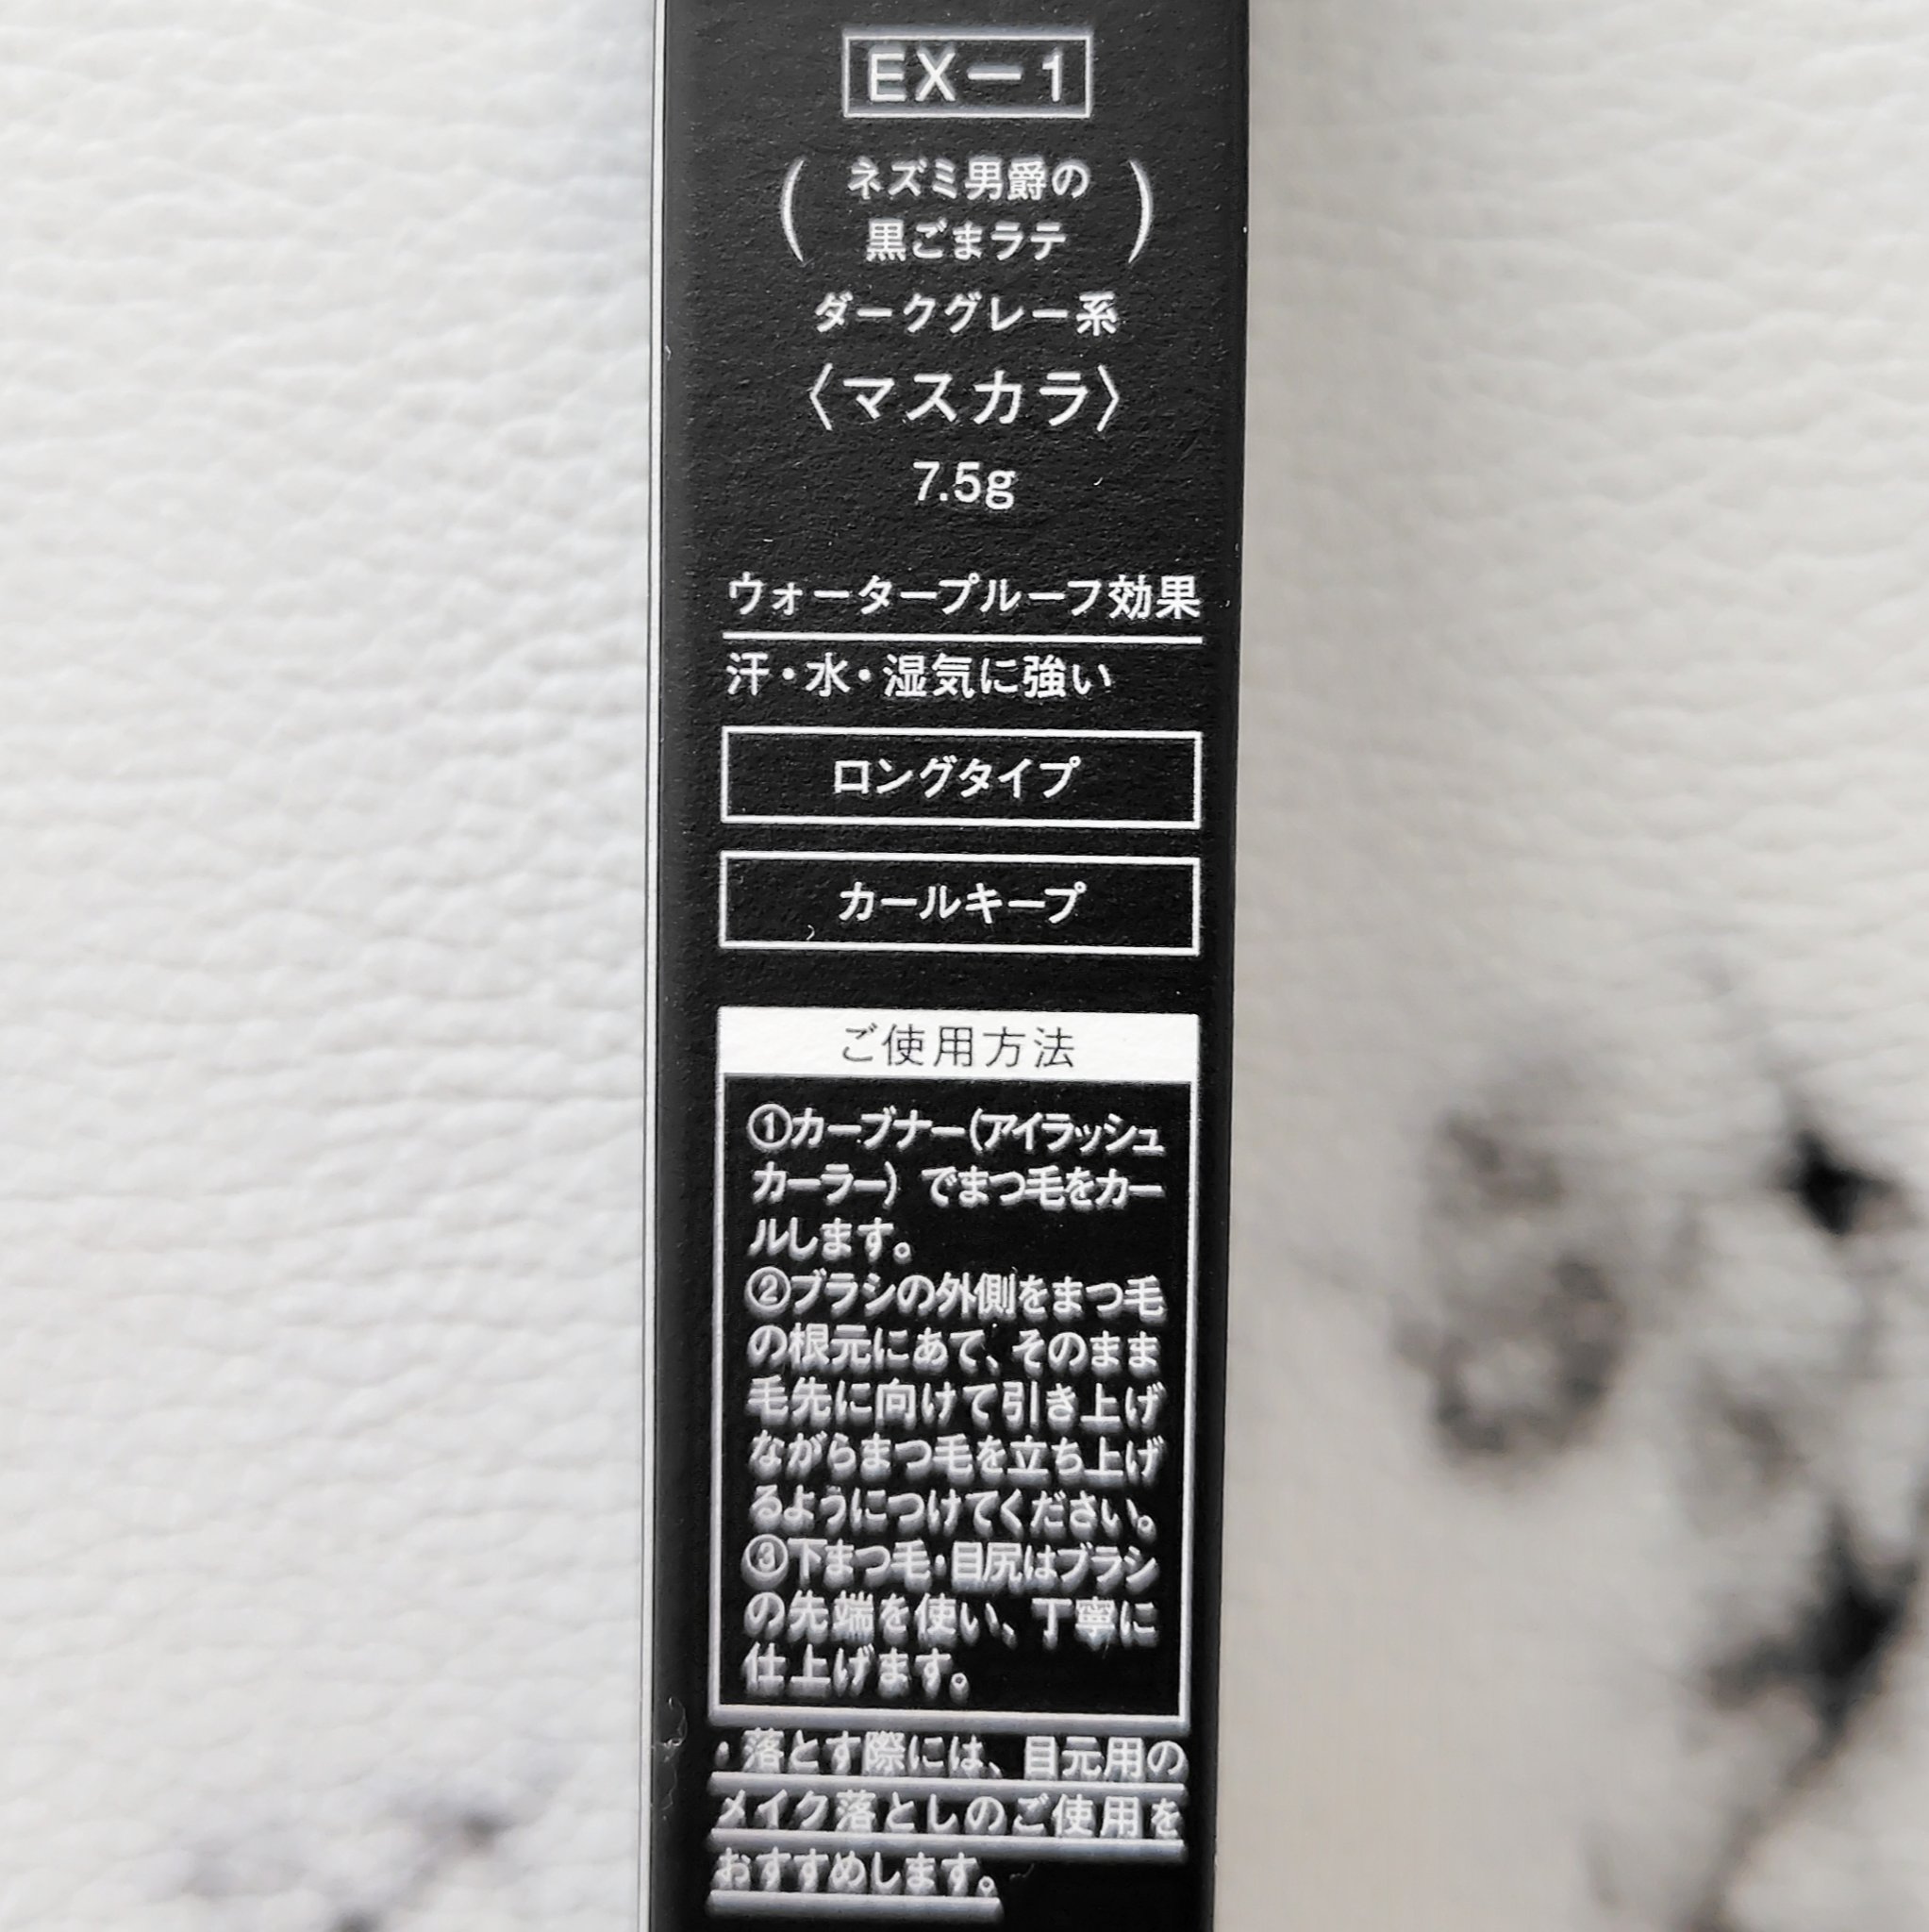 EX－1
(ネズミ男爵の
黒ごまラテ)
ダークグレー系
〈マスカラ〉
7.5g
ウォータープルーフ効果
汗・水・湿気に強い
ロングタイプ
カールキープ
ご使用方法
①カーブナー(アイラッシュ
カーラー)でまつ毛をカー
ルします。
②ブラシの外側をまつ毛
の根元にあて、そのまま
毛先に向けて引き上げ
ながらまつ毛を立ち上げ
るようにつけてください。
③下まつ毛・目尻はブラシ
の先端を使い、丁寧に
仕上げます。
・落とす際には、目元用の
メイク落としのご使用を
おすすめします。